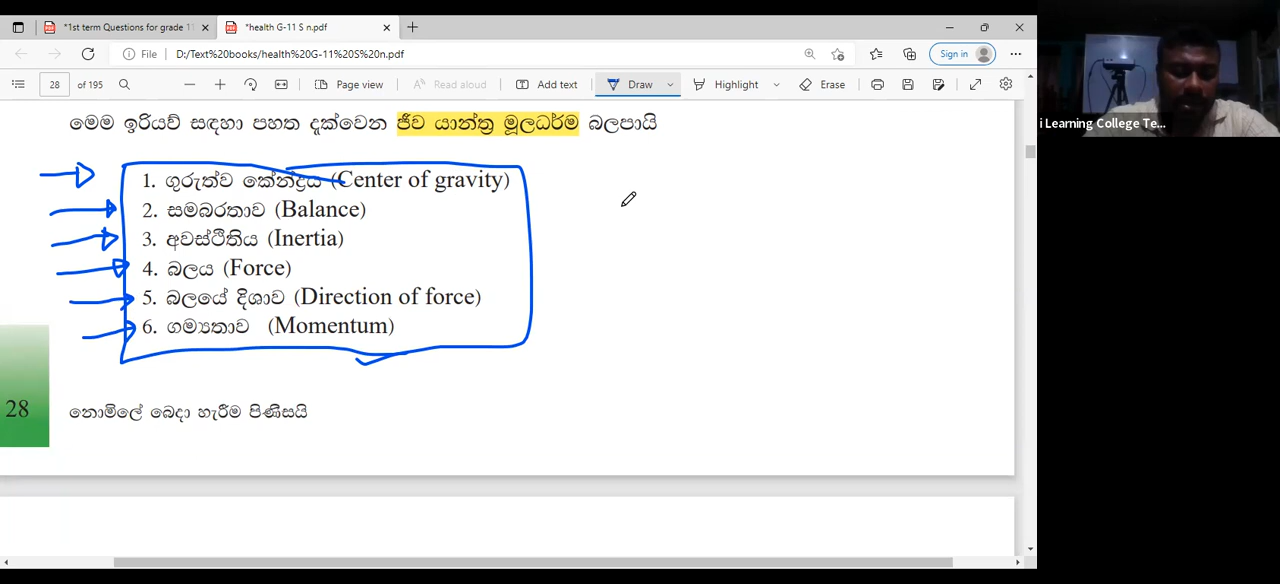 *1st term Questions for grade 11
*health G-11 S n.pdf
File
D:/Text%20books/health%20G-11%20S%20n.pdf
Sign in
28
of 195
Page view
Read aloud
Add text
Draw
Highlight
Erase
මෙම ඉරියව් සඳහා පහත දැක්වෙන ජීව යාන්ත්‍ර මූලධර්ම බලපායි
1. ගුරුත්ව කේන්ද්‍රය (Center of gravity)
2. සමබරතාව (Balance)
3. අවස්ථිතිය (Inertia)
4. බලය (Force)
5. බලයේ දිශාව (Direction of force)
6. ගම්‍යතාව (Momentum)
28
නොමිලේ බෙදා හැරීම පිණිසයි
i Learning College Te...